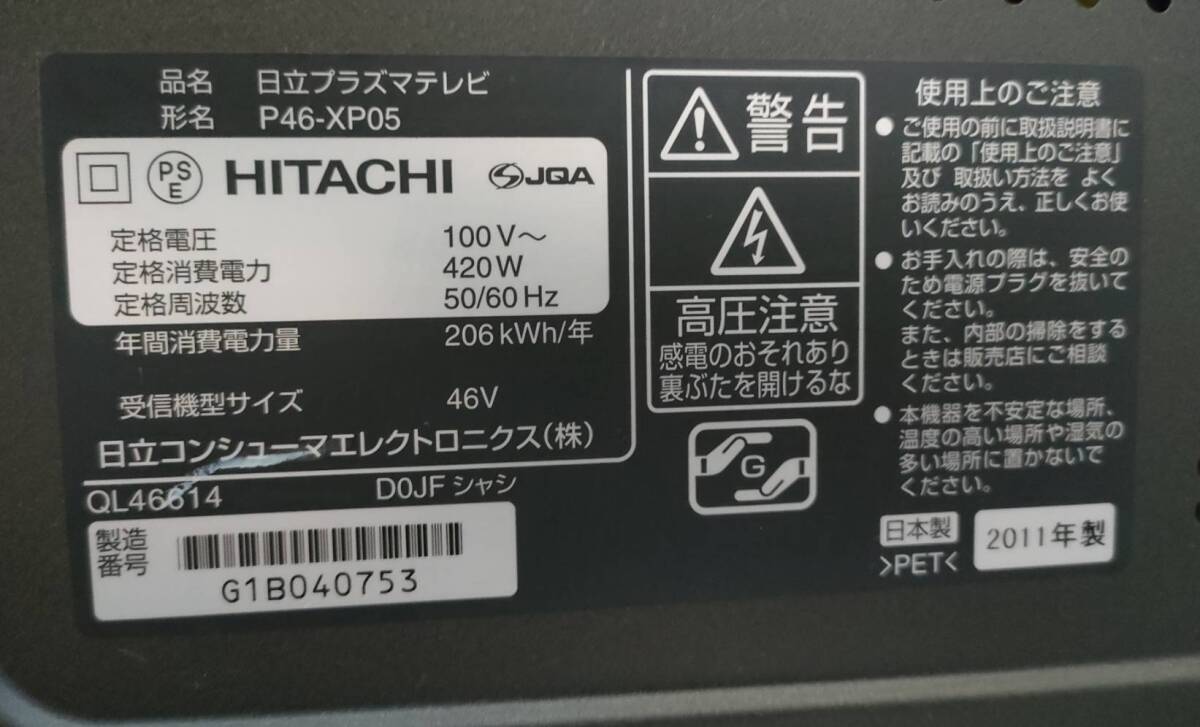 品名 日立プラズマテレビ
形名 P46-XP05
PS
E
HITACHI JQA
定格電圧 100V～
定格消費電力 420W
定格周波数 50/60Hz
年間消費電力量 206kWh/年
受信機型サイズ 46V
日立コンシューマエレクトロニクス(株)
QL46614 D0JFシャシ
製造
番号
G1B040753
警告
高圧注意
感電のおそれあり
裏ぶたを開けるな
G
使用上のご注意
●ご使用の前に取扱説明書に
記載の「使用上のご注意」
及び 取扱い方法を よく
お読みのうえ、正しくお使
いください。
●お手入れの際は、安全の
ため電源プラグを抜いて
ください。
また、内部の掃除をする
ときは販売店にご相談
ください。
●本機器を不安定な場所、
温度の高い場所や湿気の
多い場所に置かないで
ください。
日本製
>PET<
2011年製